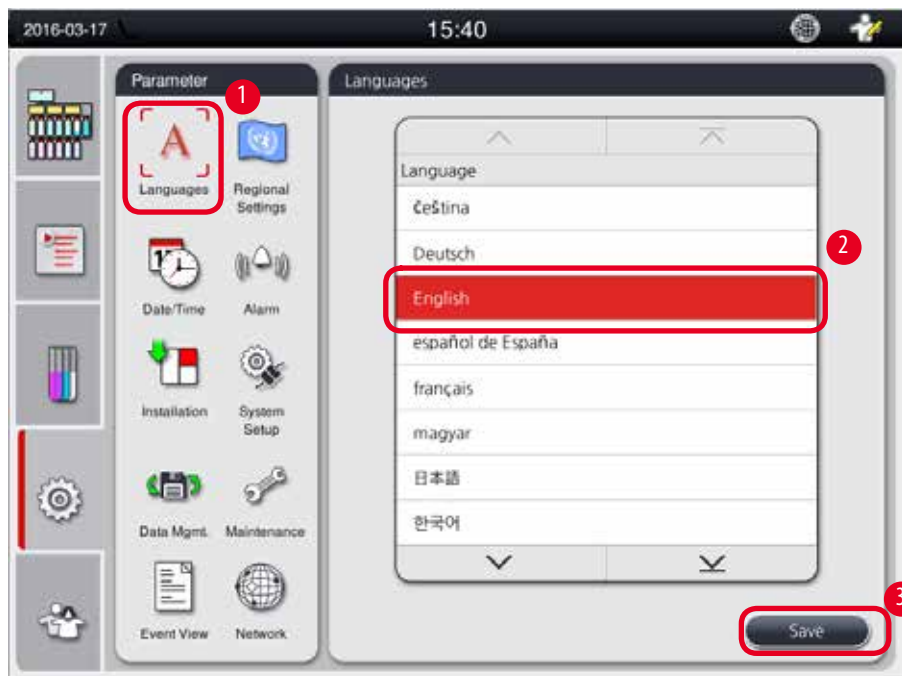 2016-03-17
15:40
Parameter
1
Languages
Regional
Settings
Date/Time
Alarm
Installation
System
Setup
Data Mgmt.
Maintenance
Event View
Network
Languages
Language
čeština
Deutsch
2
English
español de España
français
magyar
日本語
한국어
3
Save